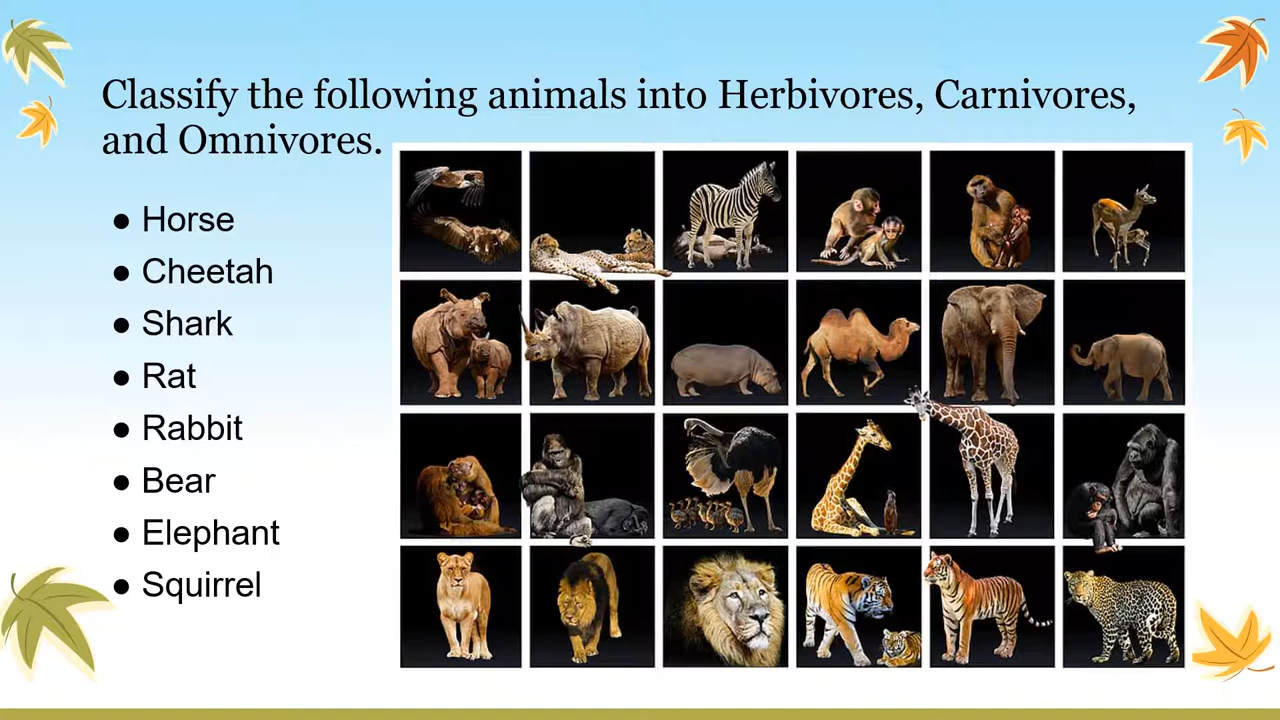 Classify the following animals into Herbivores, Carnivores,
and Omnivores.
● Horse
● Cheetah
● Shark
● Rat
● Rabbit
● Bear
● Elephant
● Squirrel